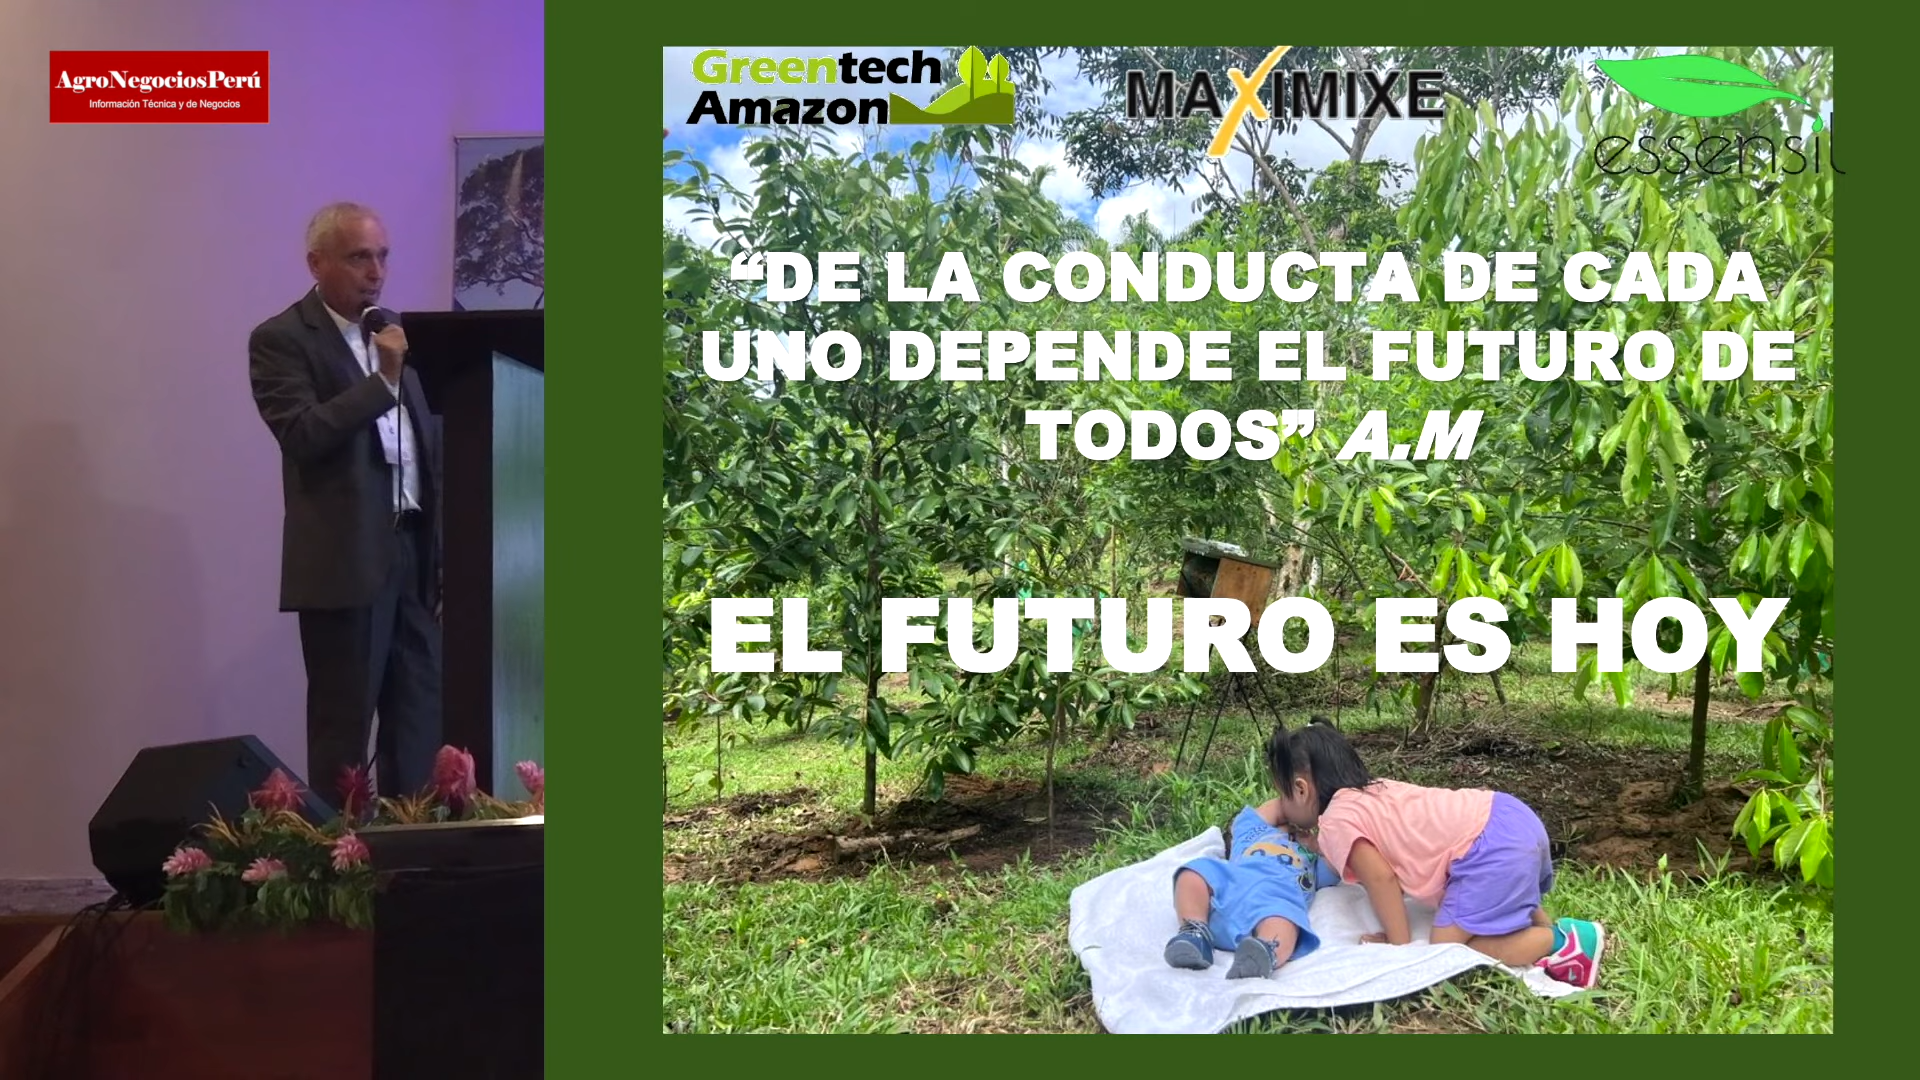 AgroNegociosPerú
Información Técnica y de Negocios
Greentech
Amazon
MAXIMIXE
essensil
“DE LA CONDUCTA DE CADA
UNO DEPENDE EL FUTURO DE
TODOS” A.M
EL FUTURO ES HOY